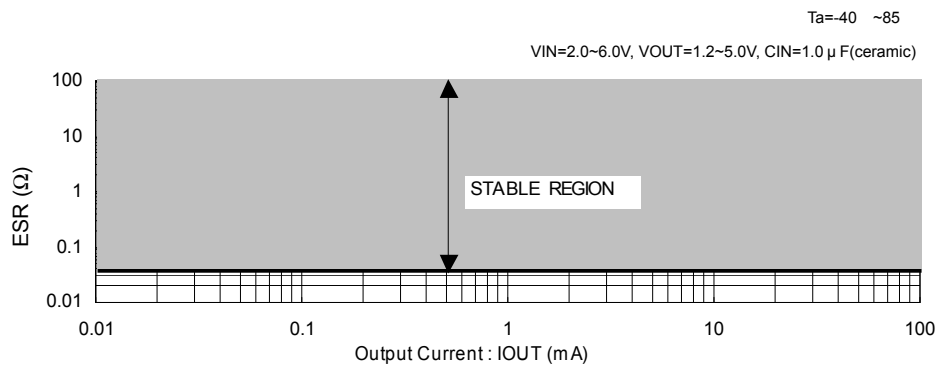 Ta=-40 ~85
VIN=2.0~6.0V, VOUT=1.2~5.0V, CIN=1.0 μ F(ceramic)
100
10
1
0.1
0.01
ESR (Ω)
STABLE REGION
0.01 0.1 1 10 100
Output Current : IOUT (mA)